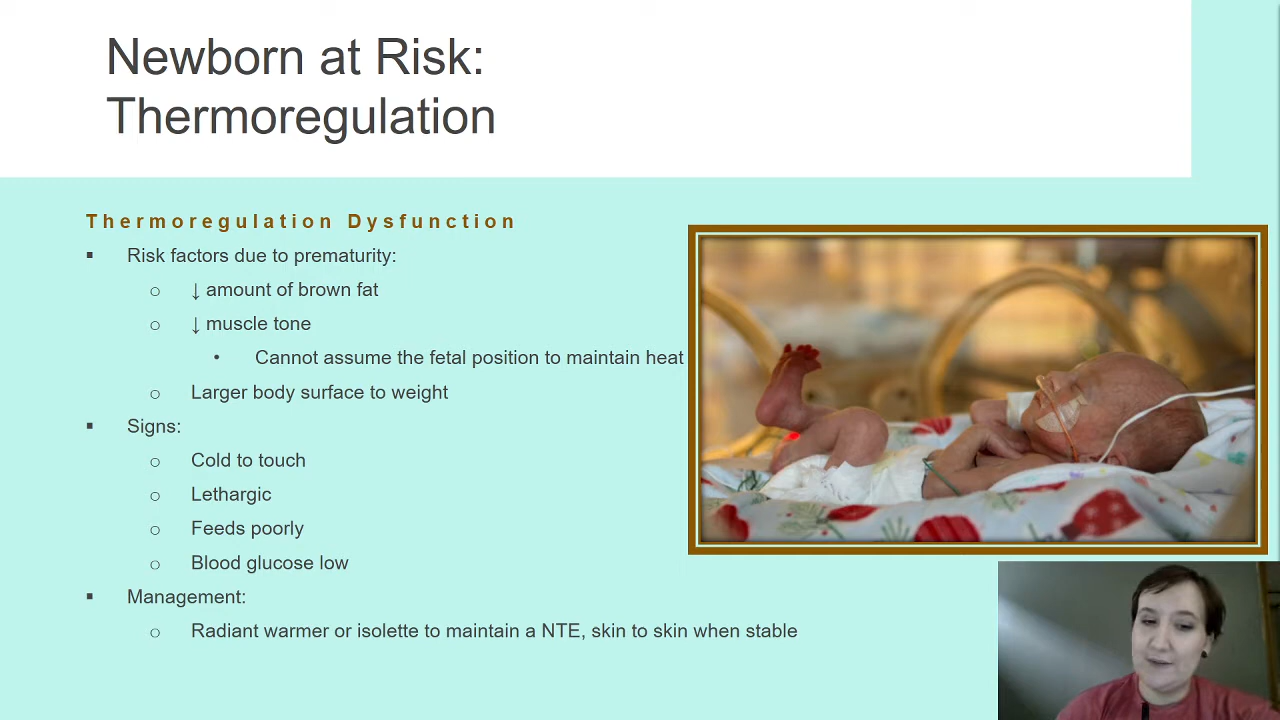 Newborn at Risk:
Thermoregulation
Thermoregulation Dysfunction
▪ Risk factors due to prematurity:
o ↓ amount of brown fat
o ↓ muscle tone
• Cannot assume the fetal position to maintain heat
o Larger body surface to weight
▪ Signs:
o Cold to touch
o Lethargic
o Feeds poorly
o Blood glucose low
▪ Management:
o Radiant warmer or isolette to maintain a NTE, skin to skin when stable